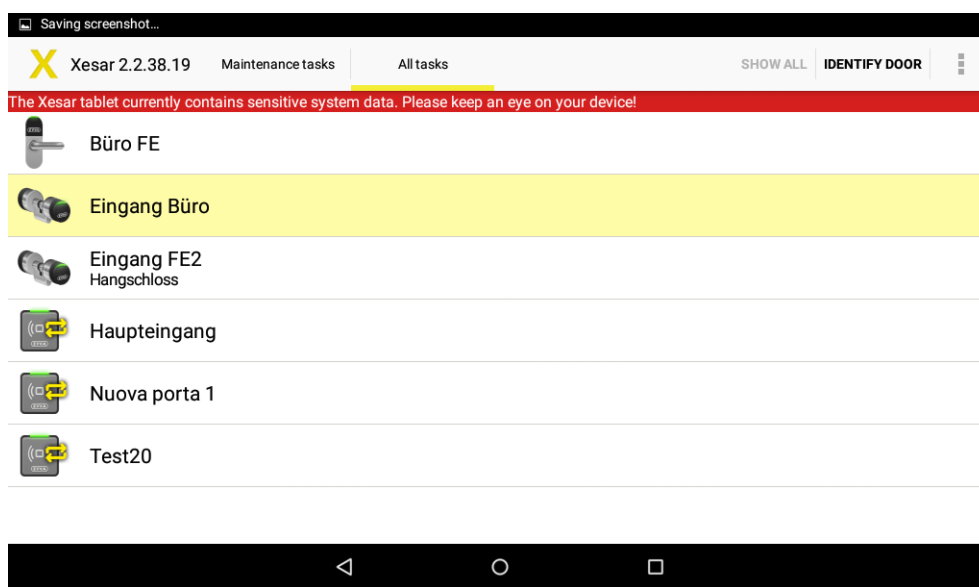 Saving screenshot...
X Xesar 2.2.38.19 Maintenance tasks All tasks SHOW ALL IDENTIFY DOOR
The Xesar tablet currently contains sensitive system data. Please keep an eye on your device!
Büro FE
Eingang Büro
Eingang FE2
Hangschloss
Haupteingang
Nuova porta 1
Test20